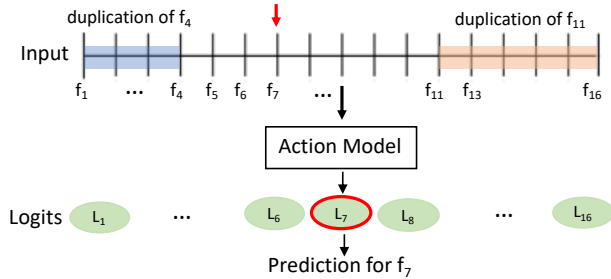 duplication of f4
duplication of f11
Input
f1 ... f4 f5 f6 f7 ... f11 f13 f16
Action Model
Logits
L1 ... L6 L7 L8 ... L16
Prediction for f7